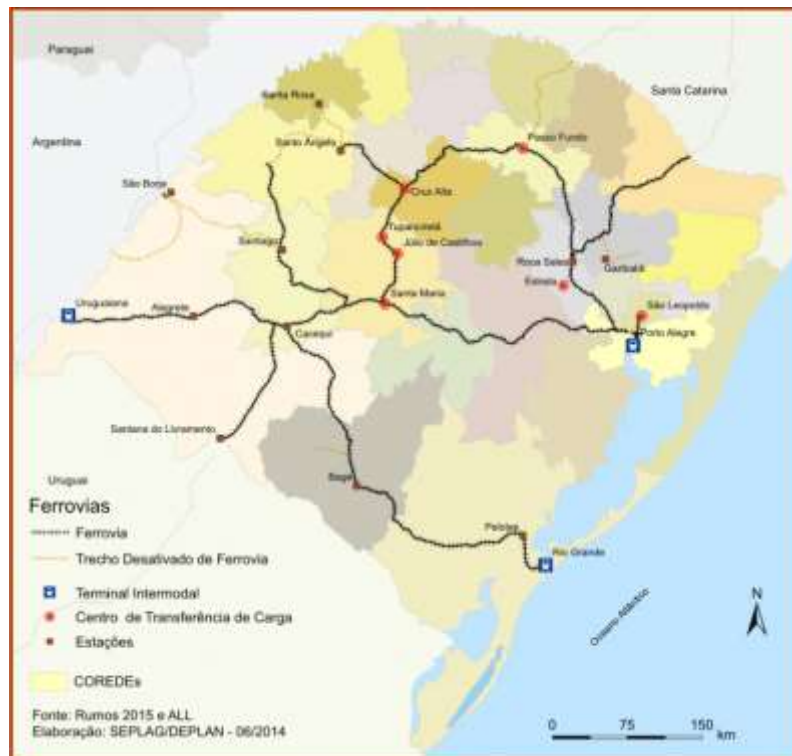 Paraguai
Santa Catarina
Argentina
Santa Rosa
Passo Fundo
Santo Ângelo
São Borja
Cruz Alta
Tupanciretã
Júlio de Castilhos
Santiago
Roca Sales
Garibaldi
Estrela
Santa Maria
São Leopoldo
Uruguaiana
Alegrete
Porto Alegre
Cacequi
Santana do Livramento
Uruguai
Bagé
Pelotas
Rio Grande
Oceano Atlântico
N
Ferrovias
Ferrovia
Trecho Desativado de Ferrovia
Terminal Intermodal
Centro de Transferência de Carga
Estações
COREDEs
Fonte: Rumos 2015 e ALL
Elaboração: SEPLAG/DEPLAN - 06/2014
0 75 150
km